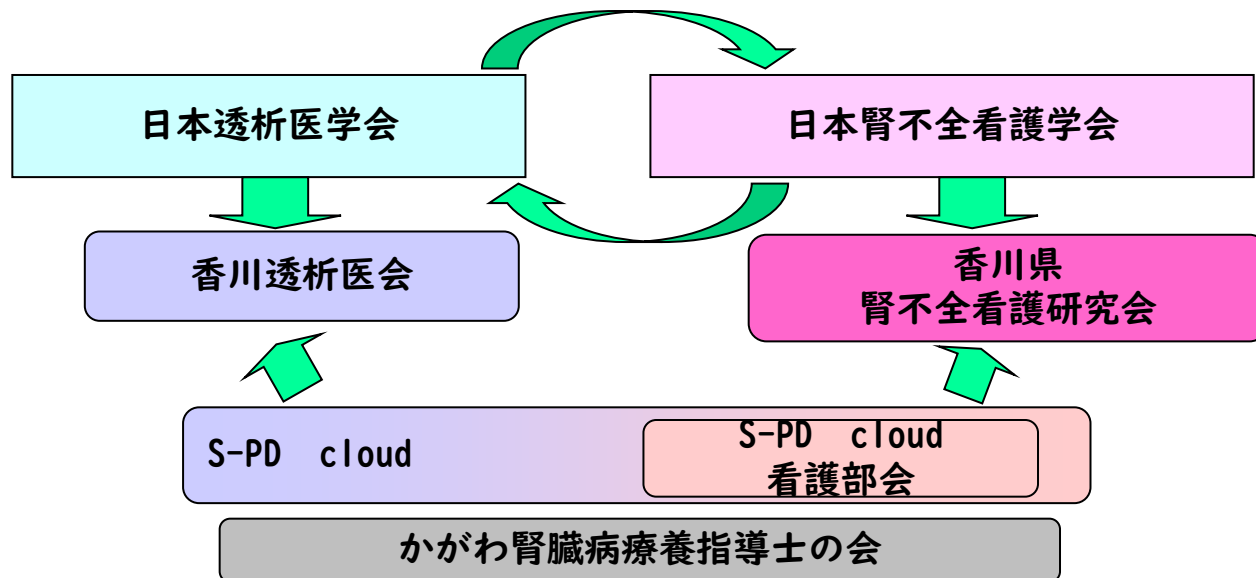 日本透析医学会
日本腎不全看護学会
香川透析医会
香川県
腎不全看護研究会
S-PD　cloud
S-PD　cloud
看護部会
かがわ腎臓病療養指導士の会